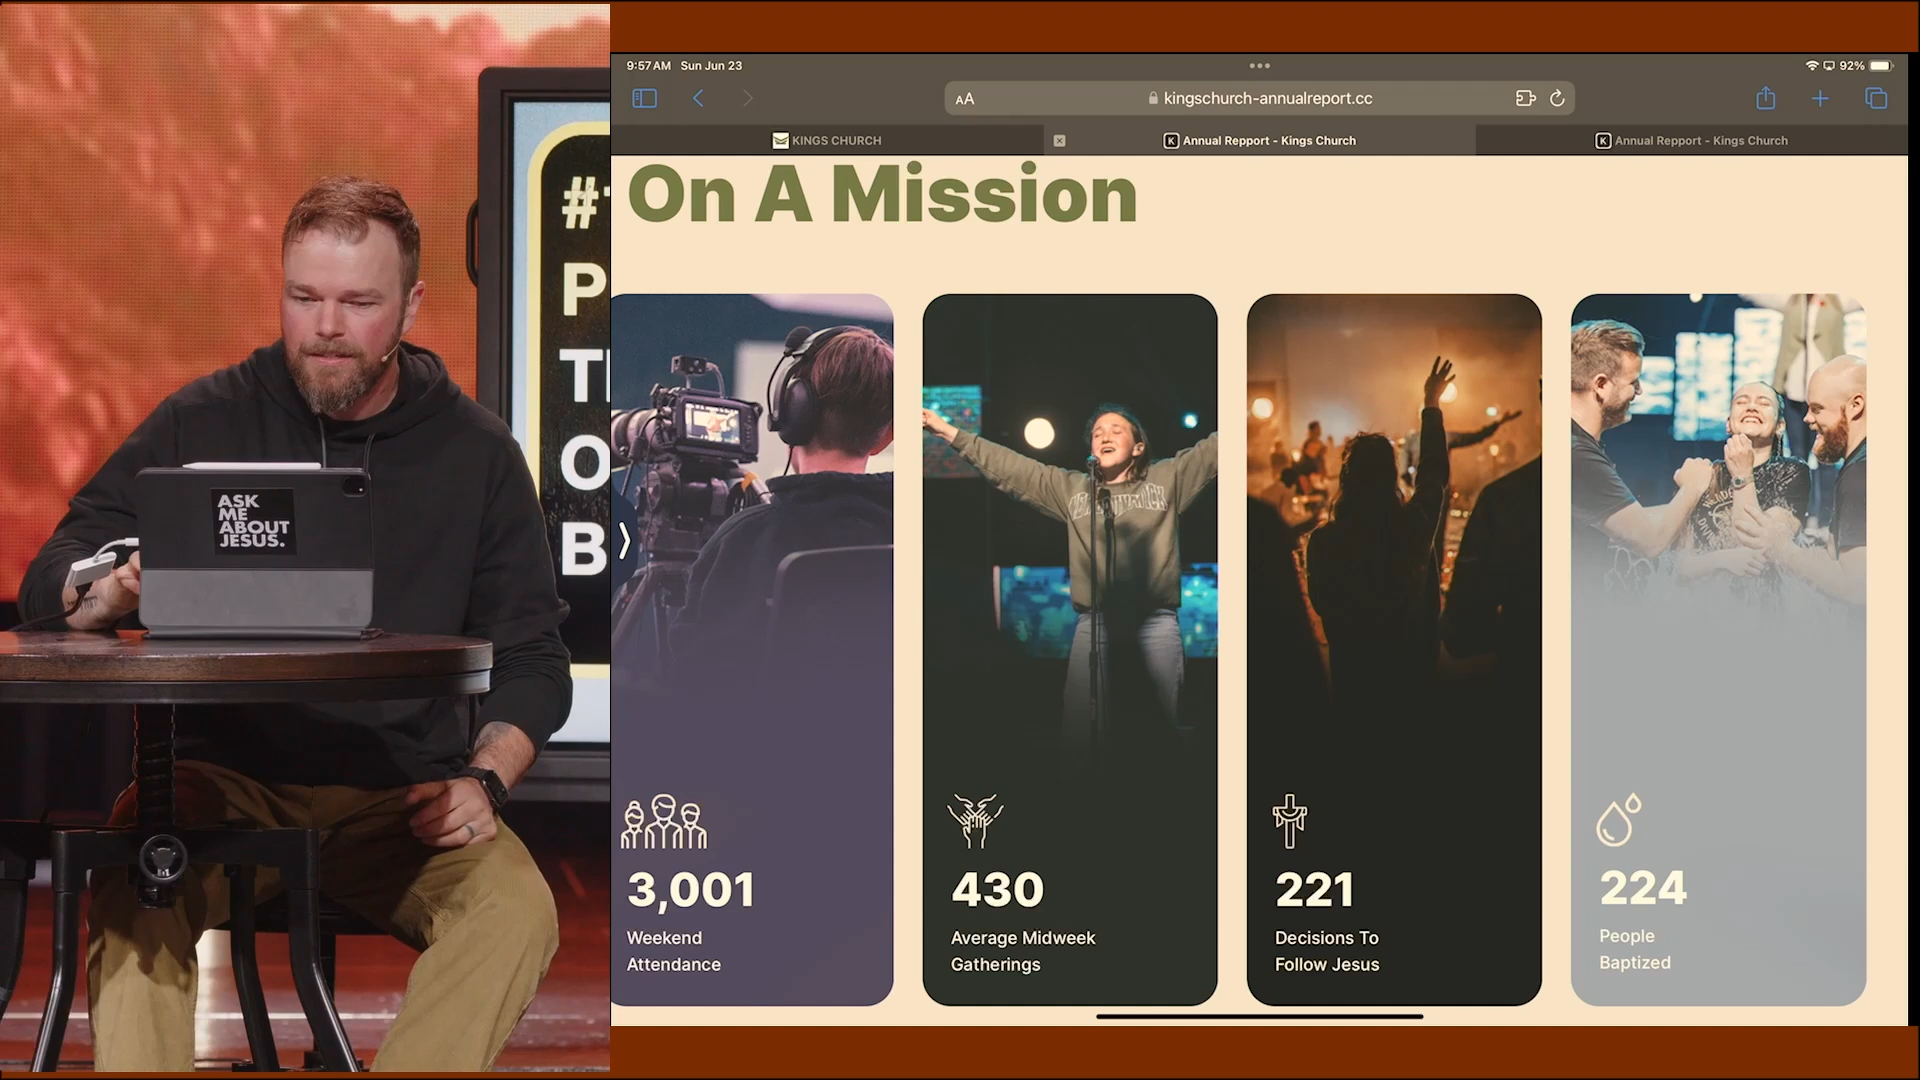 #1
P
O
B
ASK
ME
ABOUT
JESUS.
9:57AM Sun Jun 23
92%
AA
kingschurch-annualreport.cc
KINGS CHURCH
K
Annual Repport - Kings Church
K
Annual Repport - Kings Church
On A Mission
3,001
Weekend
Attendance
430
Average Midweek
Gatherings
221
Decisions To
Follow Jesus
224
People
Baptized